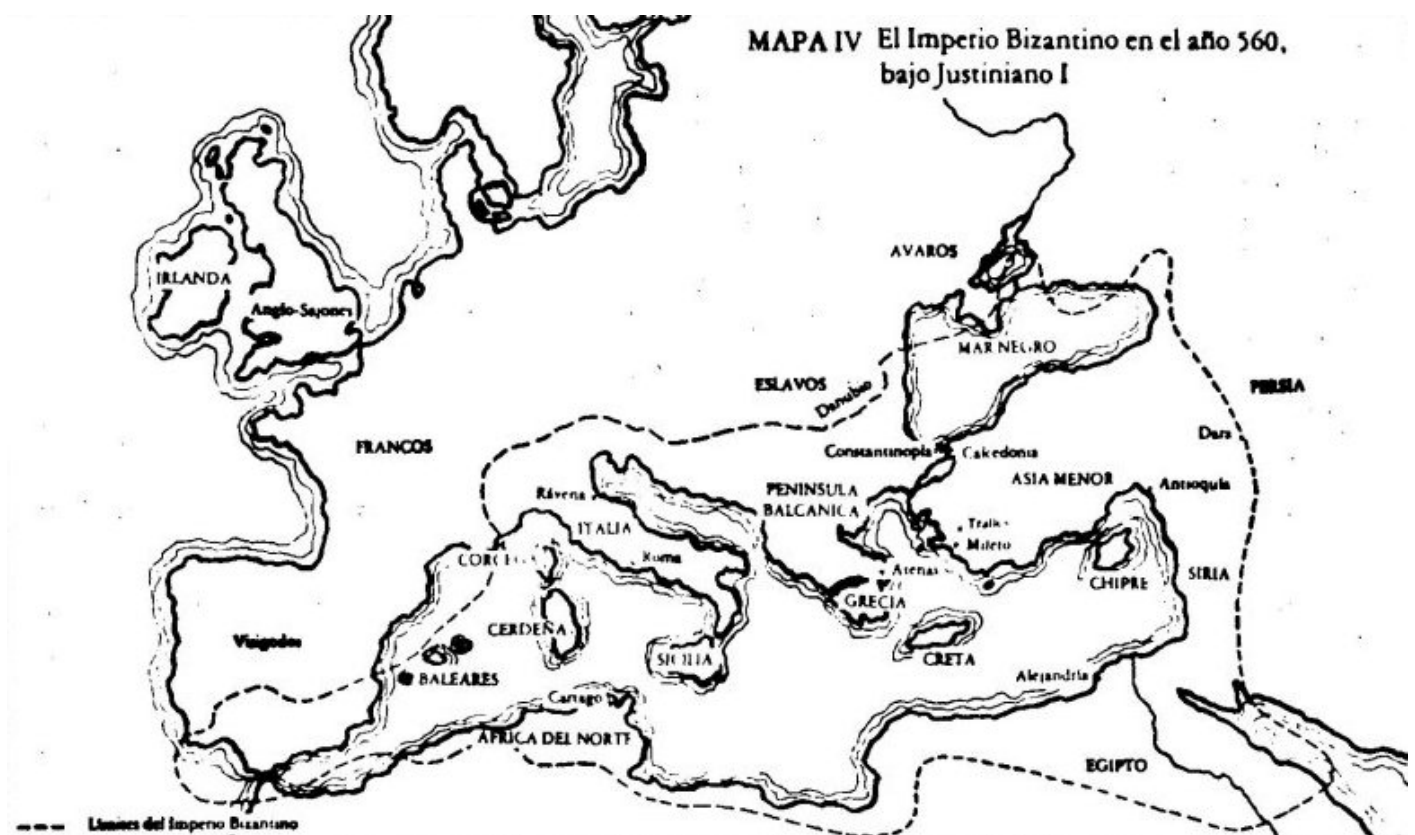 MAPA IV El Imperio Bizantino en el año 560,
bajo Justiniano I
AVAROS
IRLANDA
Anglo-Sajones
MAR NEGRO
ESLAVOS
Danubio
PERSIA
FRANCOS
Constantinopla
Calcedonia
Dara
ASIA MENOR
Antioquía
PENINSULA
BALCANICA
Rávena
ITALIA
Mileto
CORCEGA
Roma
Atenas
CHIPRE
SIRIA
GRECIA
Visigodos
CERDEÑA
SICILIA
CRETA
BALEARES
Alejandría
Cartago
AFRICA DEL NORTE
EGIPTO
Límites del Imperio Bizantino